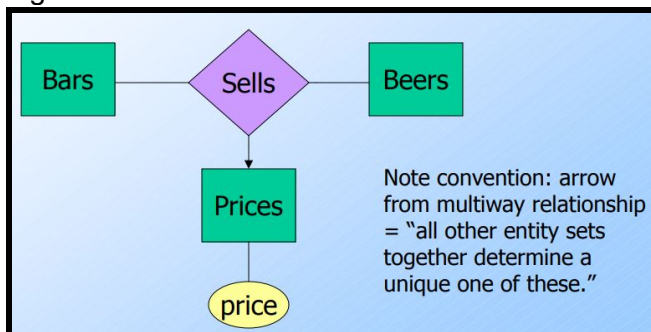 Bars
Sells
Beers
Prices
price
Note convention: arrow
from multiway relationship
= “all other entity sets
together determine a
unique one of these.”